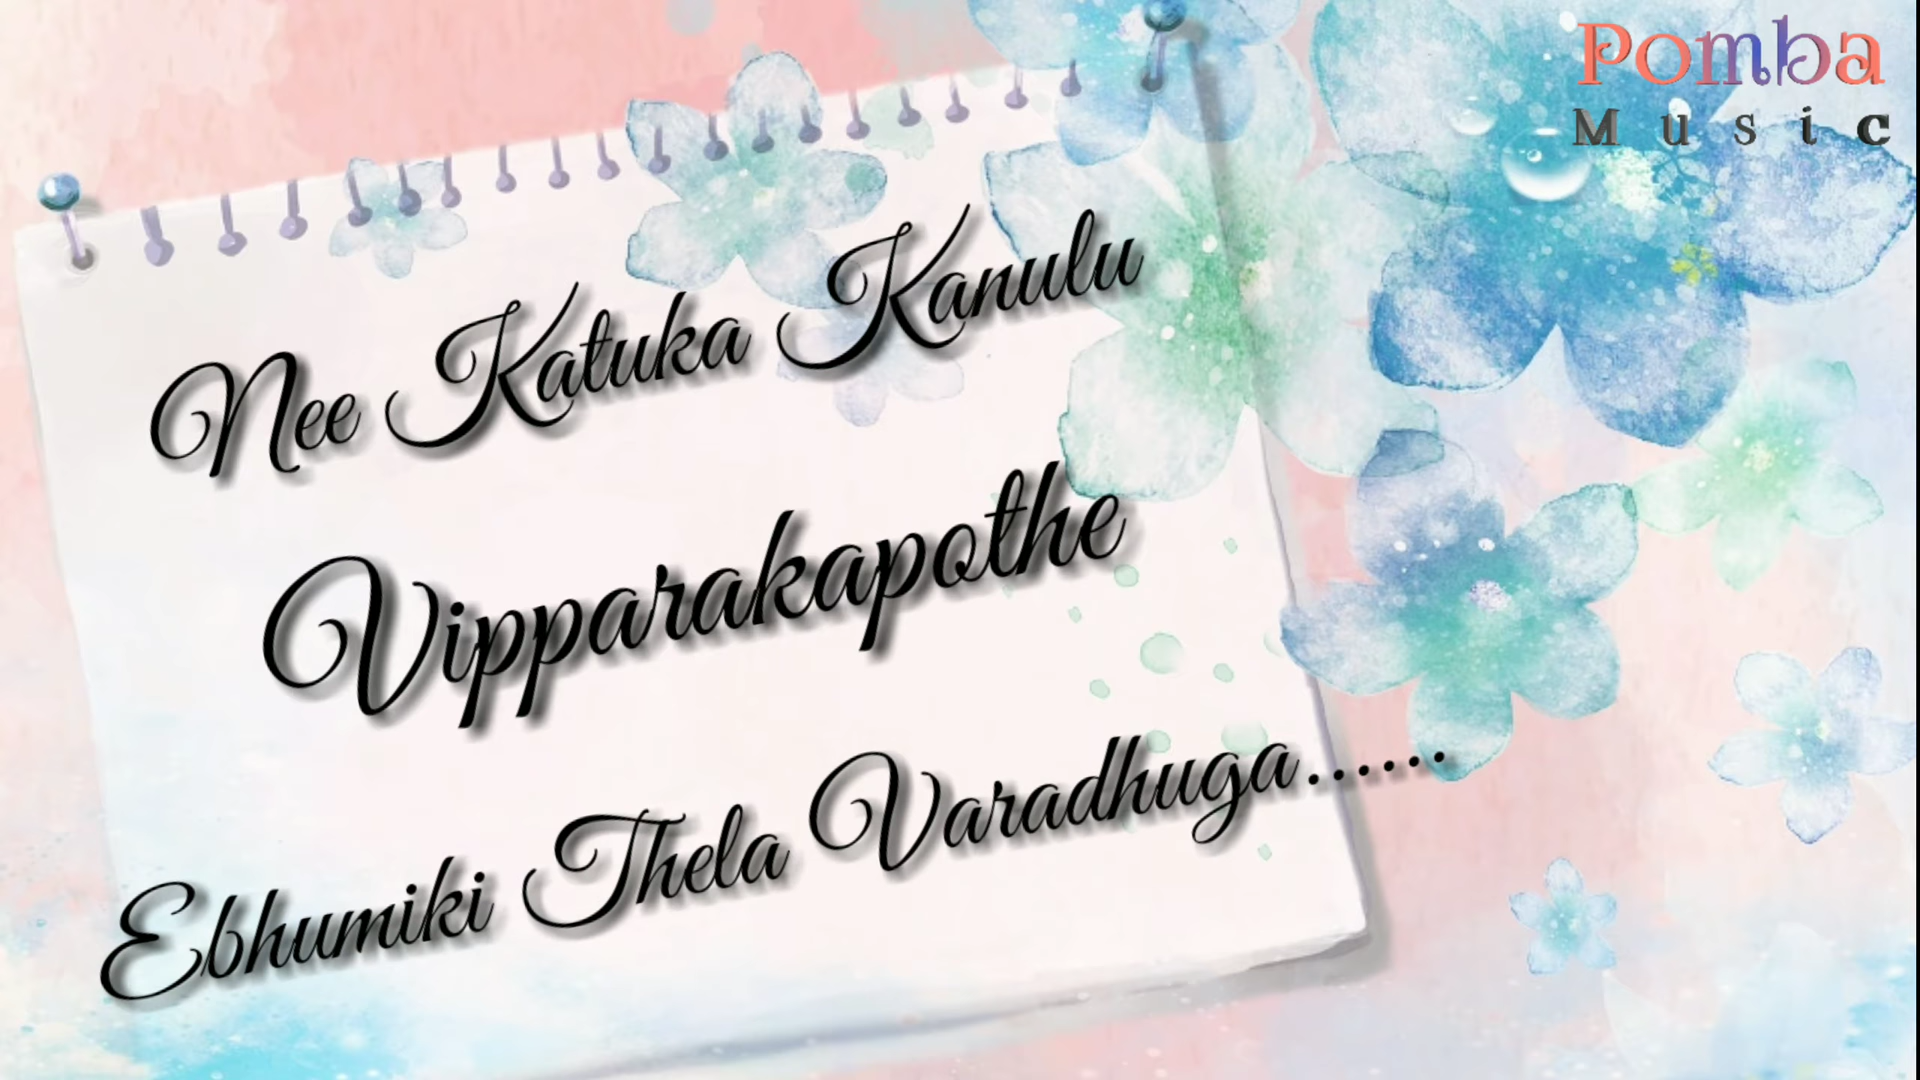 Pomba
Music
Nee Katuka Kanulu
Vipparakapothe
Ebhumiki Thela Varadhuga......